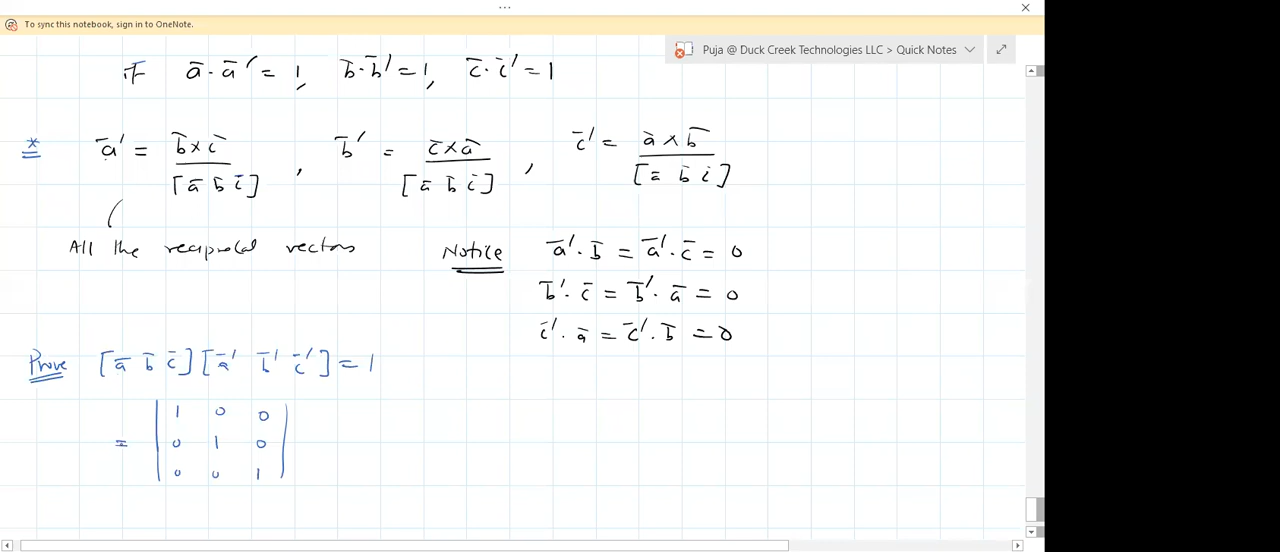 ...
To sync this notebook, sign in to OneNote.
Puja @ Duck Creek Technologies LLC > Quick Notes
if a̅·a̅′ = 1, b̅·b̅′ = 1, c̅·c̅′ = 1
* a̅′ = b̅×c̅ / [a̅ b̅ c̅], b̅′ = c̅×a̅ / [a̅ b̅ c̅], c̅′ = a̅×b̅ / [a̅ b̅ c̅]
All the reciprocal vectors
Notice a̅′·b̅ = a̅′·c̅ = 0
b̅′·c̅ = b̅′·a̅ = 0
c̅′·a̅ = c̅′·b̅ = 0
Prove [a̅ b̅ c̅][a̅′ b̅′ c̅′] = 1
= | 1 0 0 |
| 0 1 0 |
| 0 0 1 |